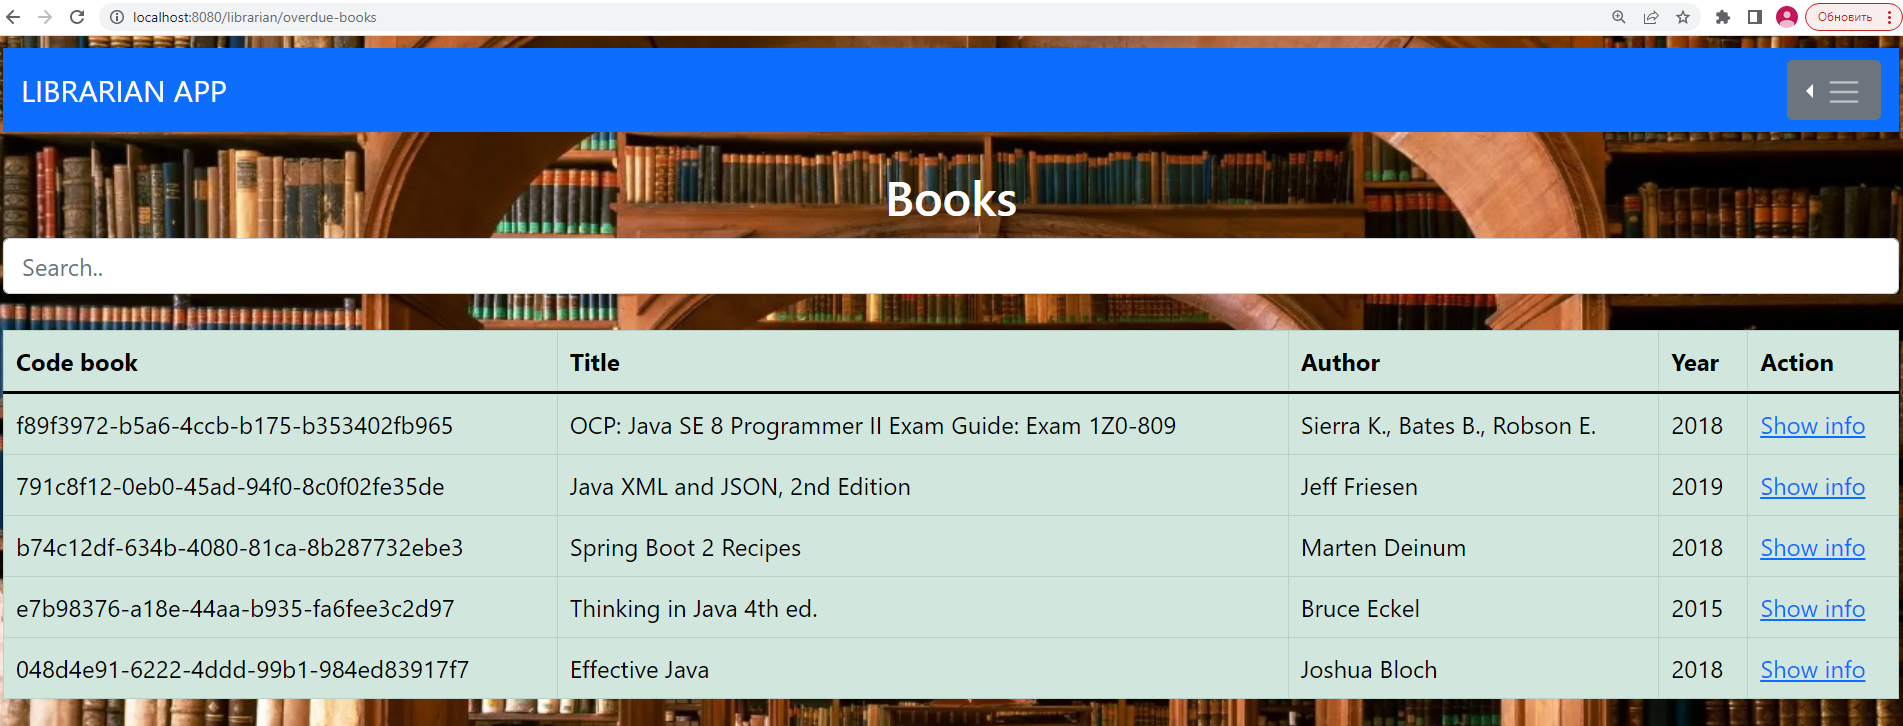 localhost:8080/librarian/overdue-books
Обновить
LIBRARIAN APP
Books
Search..
Code book Title Author Year Action
f89f3972-b5a6-4ccb-b175-b353402fb965 OCP: Java SE 8 Programmer II Exam Guide: Exam 1Z0-809 Sierra K., Bates B., Robson E. 2018 Show info
791c8f12-0eb0-45ad-94f0-8c0f02fe35de Java XML and JSON, 2nd Edition Jeff Friesen 2019 Show info
b74c12df-634b-4080-81ca-8b287732ebe3 Spring Boot 2 Recipes Marten Deinum 2018 Show info
e7b98376-a18e-44aa-b935-fa6fee3c2d97 Thinking in Java 4th ed. Bruce Eckel 2015 Show info
048d4e91-6222-4ddd-99b1-984ed83917f7 Effective Java Joshua Bloch 2018 Show info